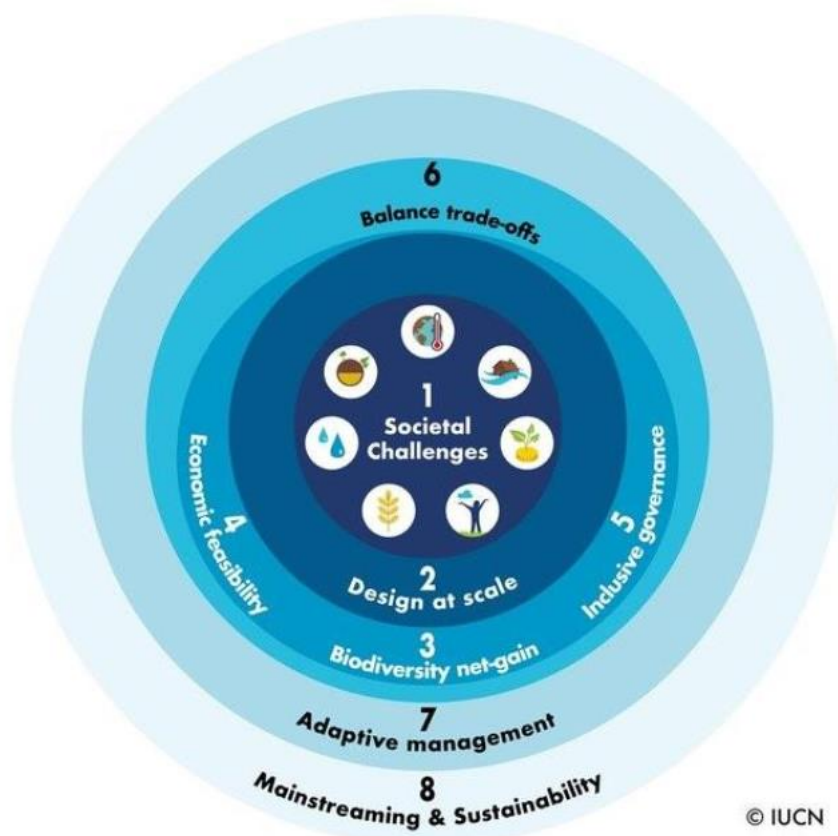 6
Balance trade-offs
1
Societal
Challenges
4
Economic feasibility
5
Inclusive governance
2
Design at scale
3
Biodiversity net-gain
7
Adaptive management
8
Mainstreaming & Sustainability
© IUCN